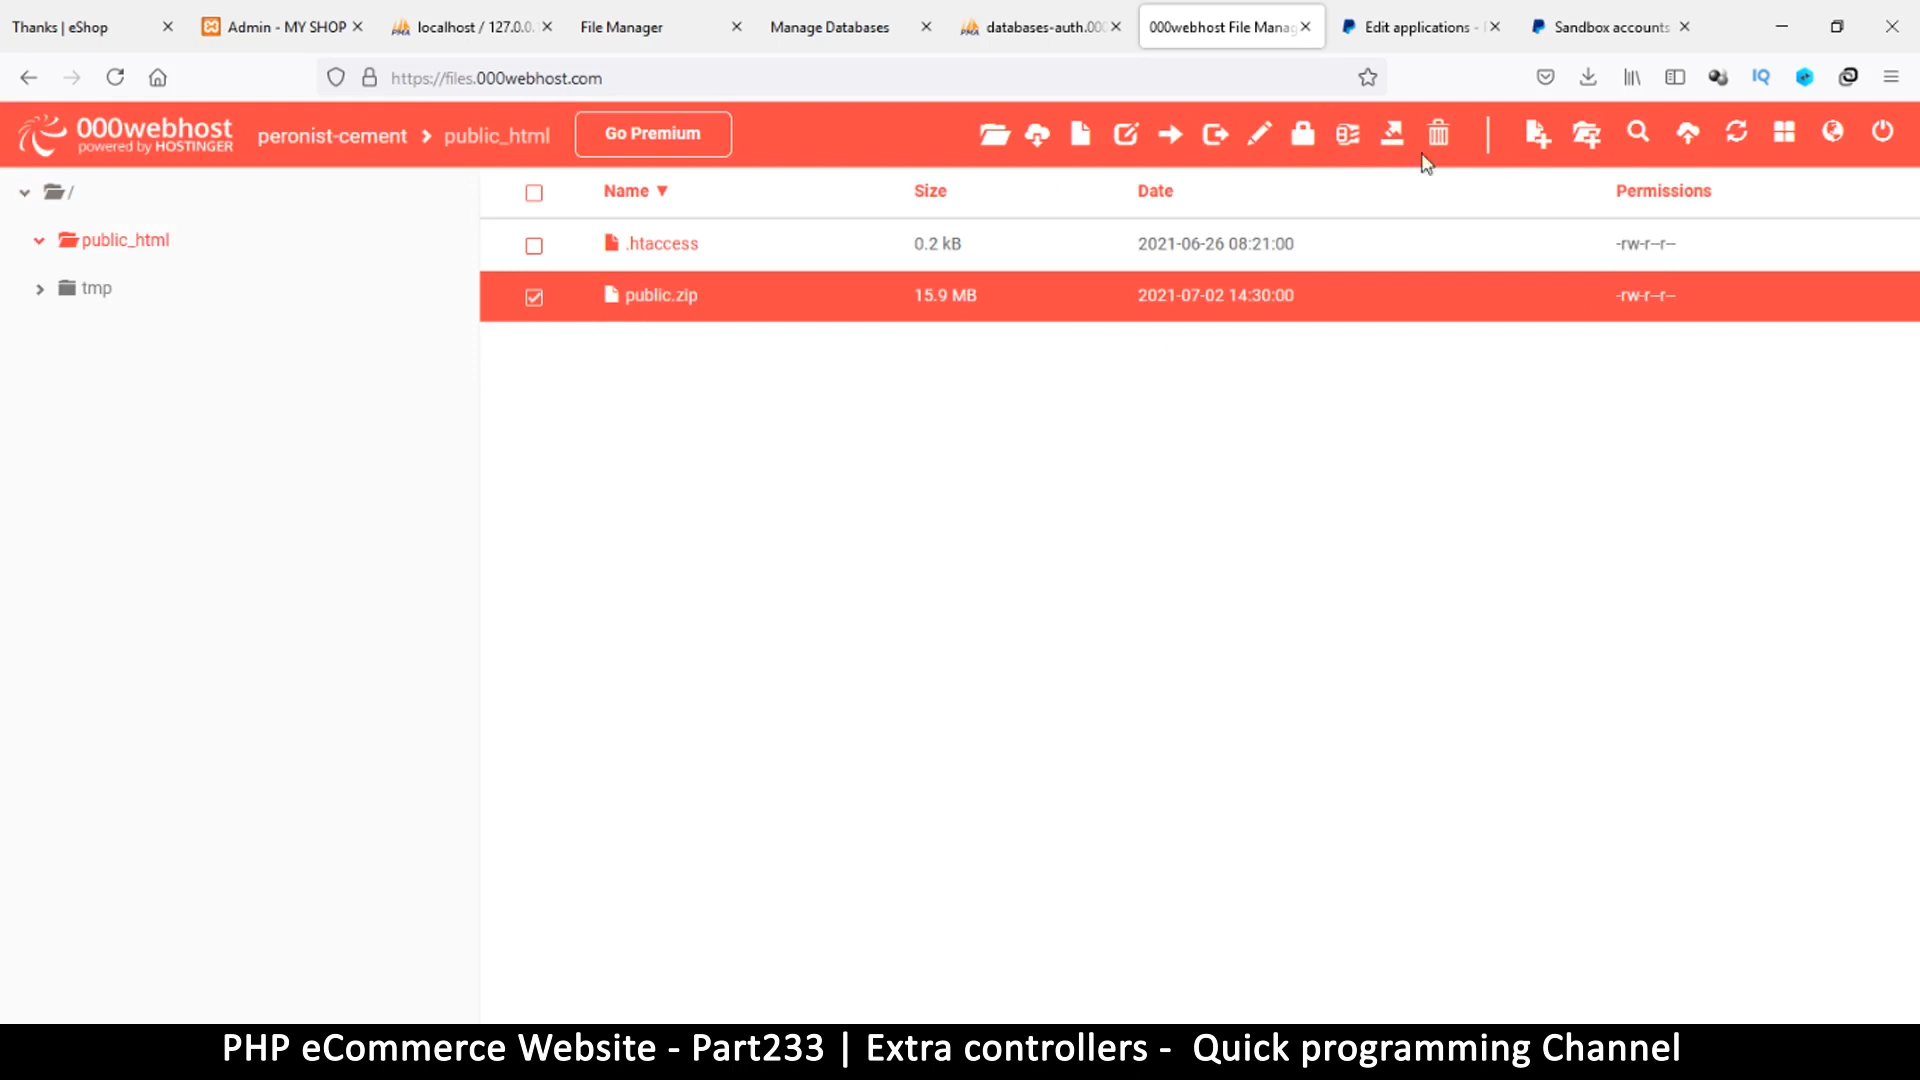 Thanks | eShop
Admin - MY SHOP
localhost / 127.0.0.
File Manager
Manage Databases
databases-auth.000
000webhost File Manag
Edit applications -
Sandbox accounts
https://files.000webhost.com
IQ
000webhost
powered by HOSTINGER
peronist-cement > public_html
Go Premium
/
public_html
tmp
Name ▼ Size Date Permissions
.htaccess 0.2 kB 2021-06-26 08:21:00 -rw-r--r--
public.zip 15.9 MB 2021-07-02 14:30:00 -rw-r--r--
PHP eCommerce Website - Part233 | Extra controllers - Quick programming Channel